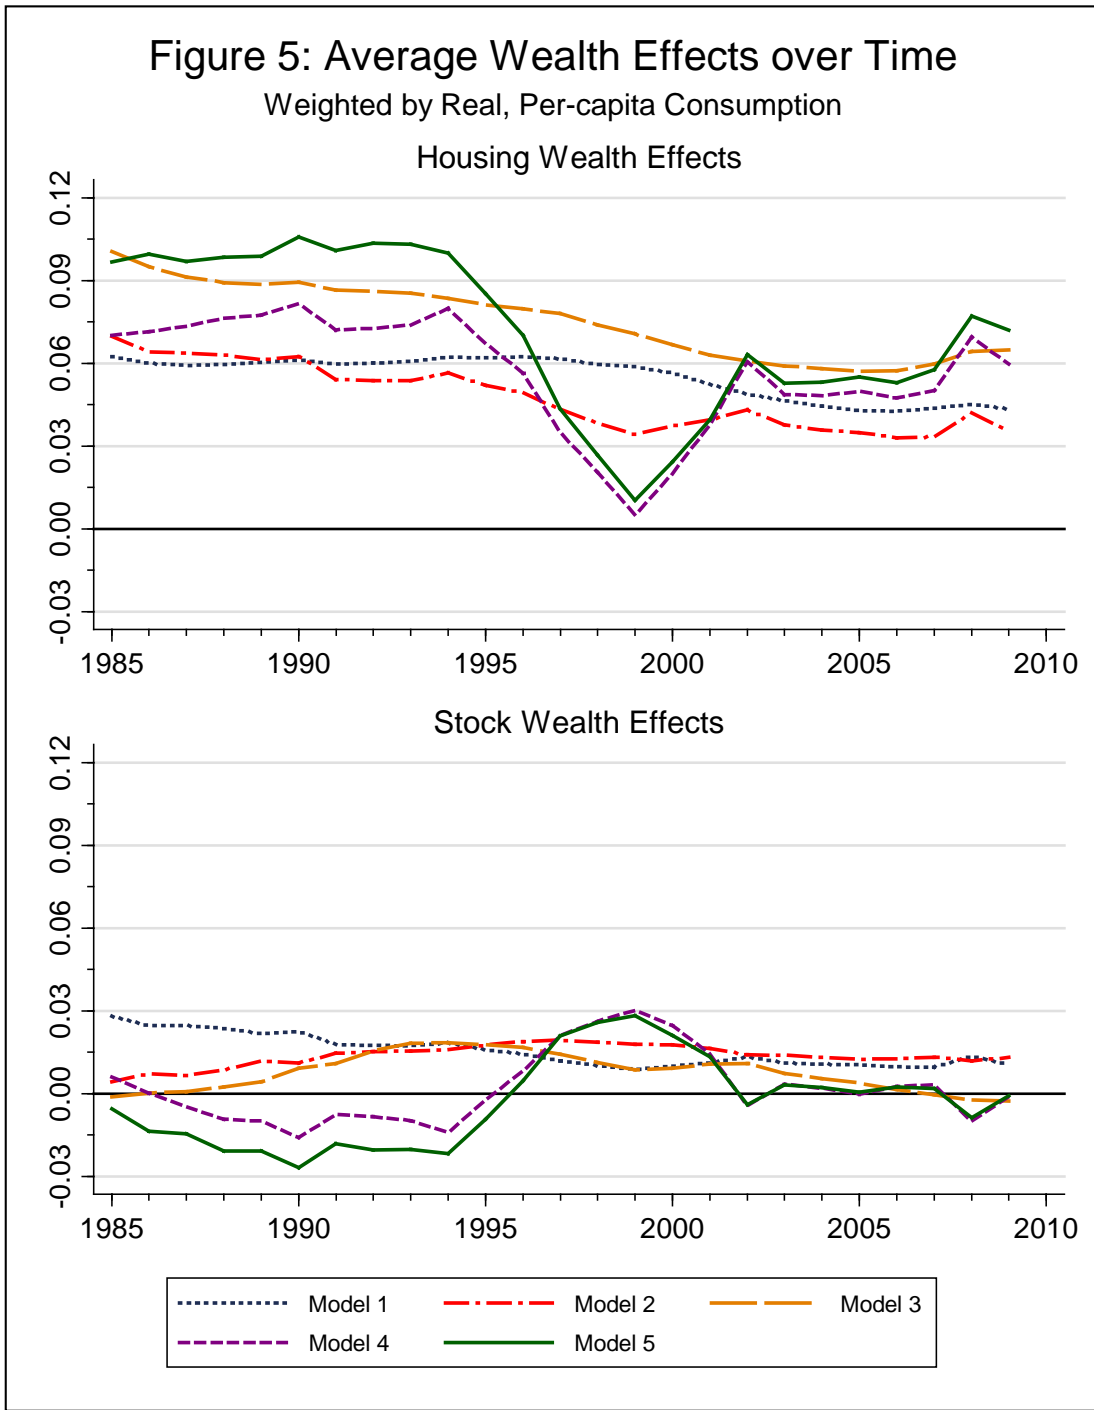 Figure 5: Average Wealth Effects over Time
Weighted by Real, Per-capita Consumption
Housing Wealth Effects
0.12
0.09
0.06
0.03
0.00
-0.03
1985 1990 1995 2000 2005 2010
Stock Wealth Effects
0.12
0.09
0.06
0.03
0.00
-0.03
1985 1990 1995 2000 2005 2010
Model 1 Model 2 Model 3
Model 4 Model 5